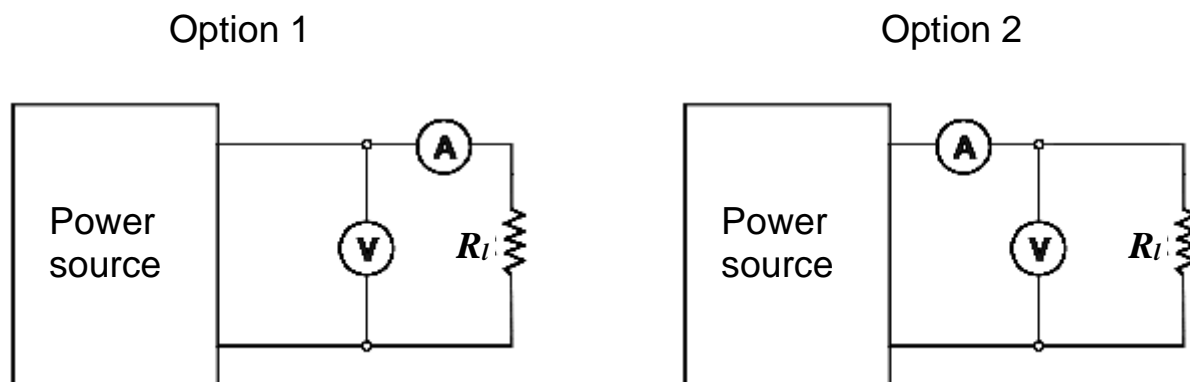 Option 1
Option 2
A
A
Power
source
V
Rl
Power
source
V
Rl